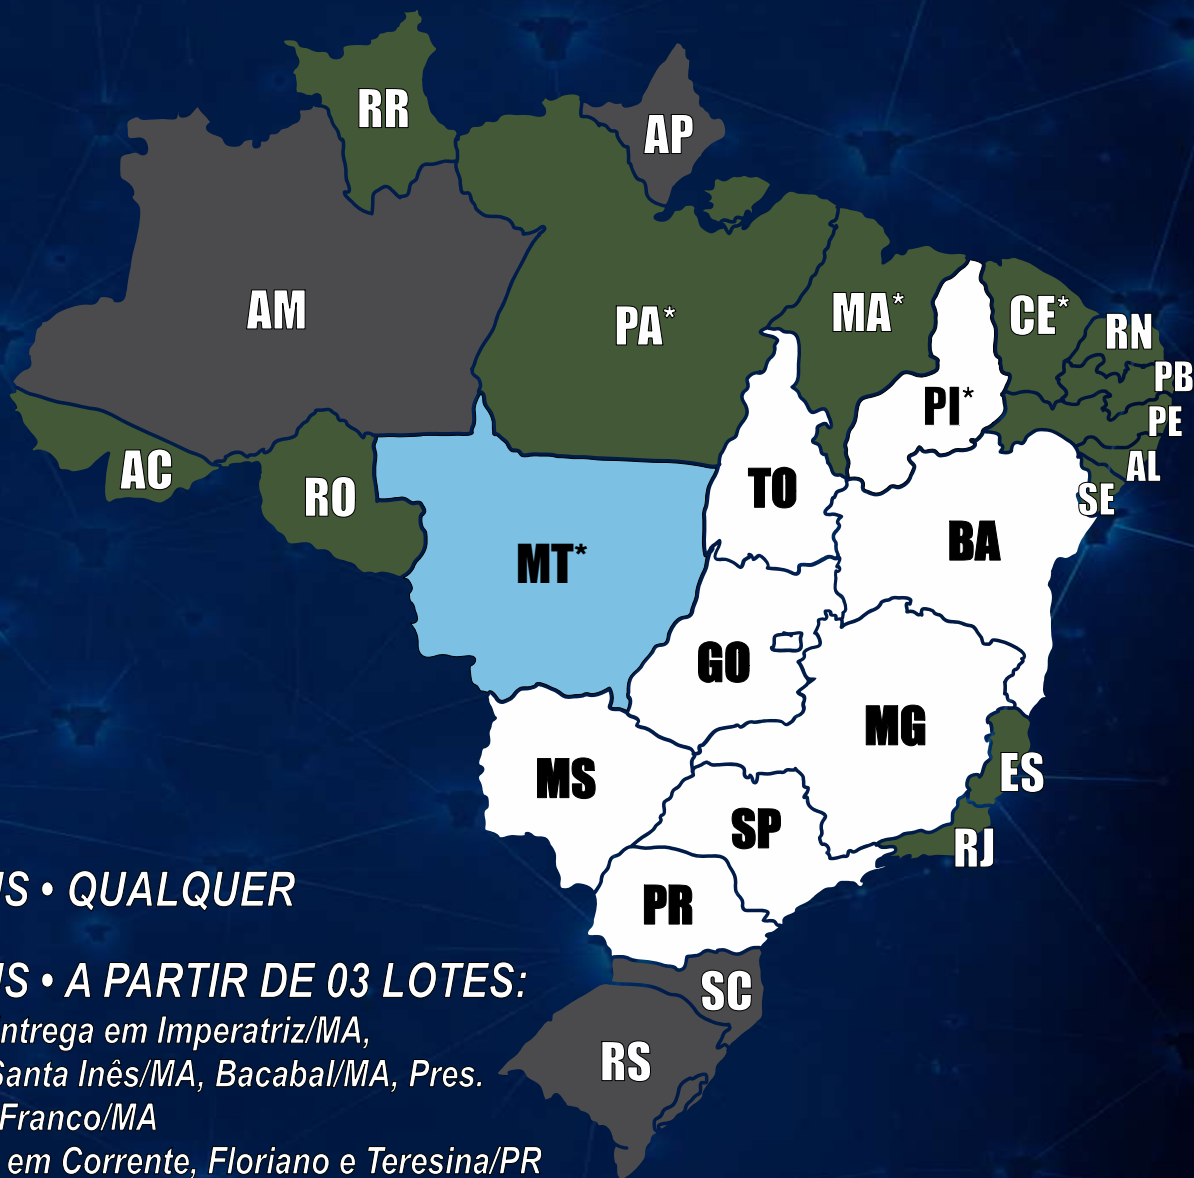 RR
AP
AM
PA*
MA*
CE*
RN
PB
PI*
PE
AL
AC
RO
TO
SE
BA
MT*
GO
MG
MS
ES
SP
RJ
PR
SC
RS
• QUALQUER
• A PARTIR DE 03 LOTES:
ntrega em Imperatriz/MA,
Santa Inês/MA, Bacabal/MA, Pres.
Franco/MA
em Corrente, Floriano e Teresina/PR